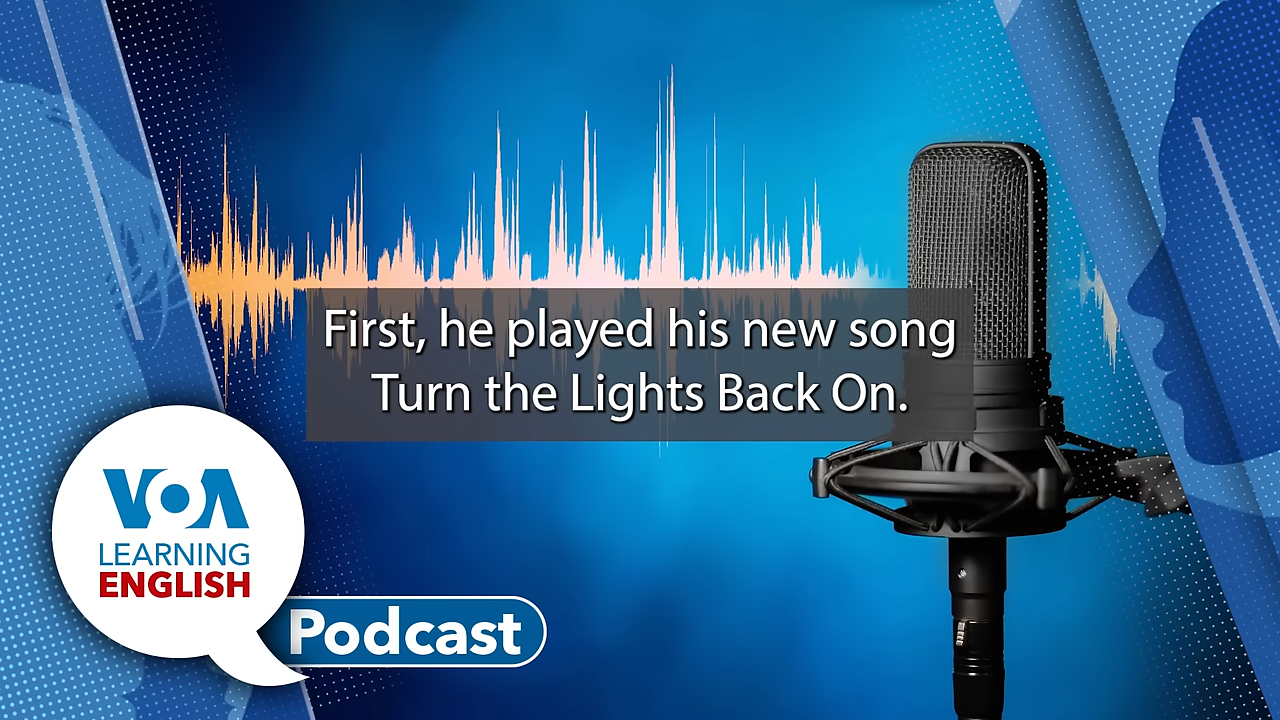 First, he played his new song
Turn the Lights Back On.
VOA
LEARNING
ENGLISH
Podcast